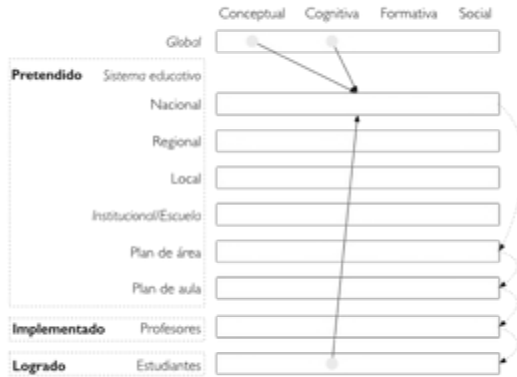 Conceptual Cognitiva Formativa Social
Global
Pretendido Sistema educativo
Nacional
Regional
Local
Institucional/Escuela
Plan de área
Plan de aula
Implementado Profesores
Logrado Estudiantes